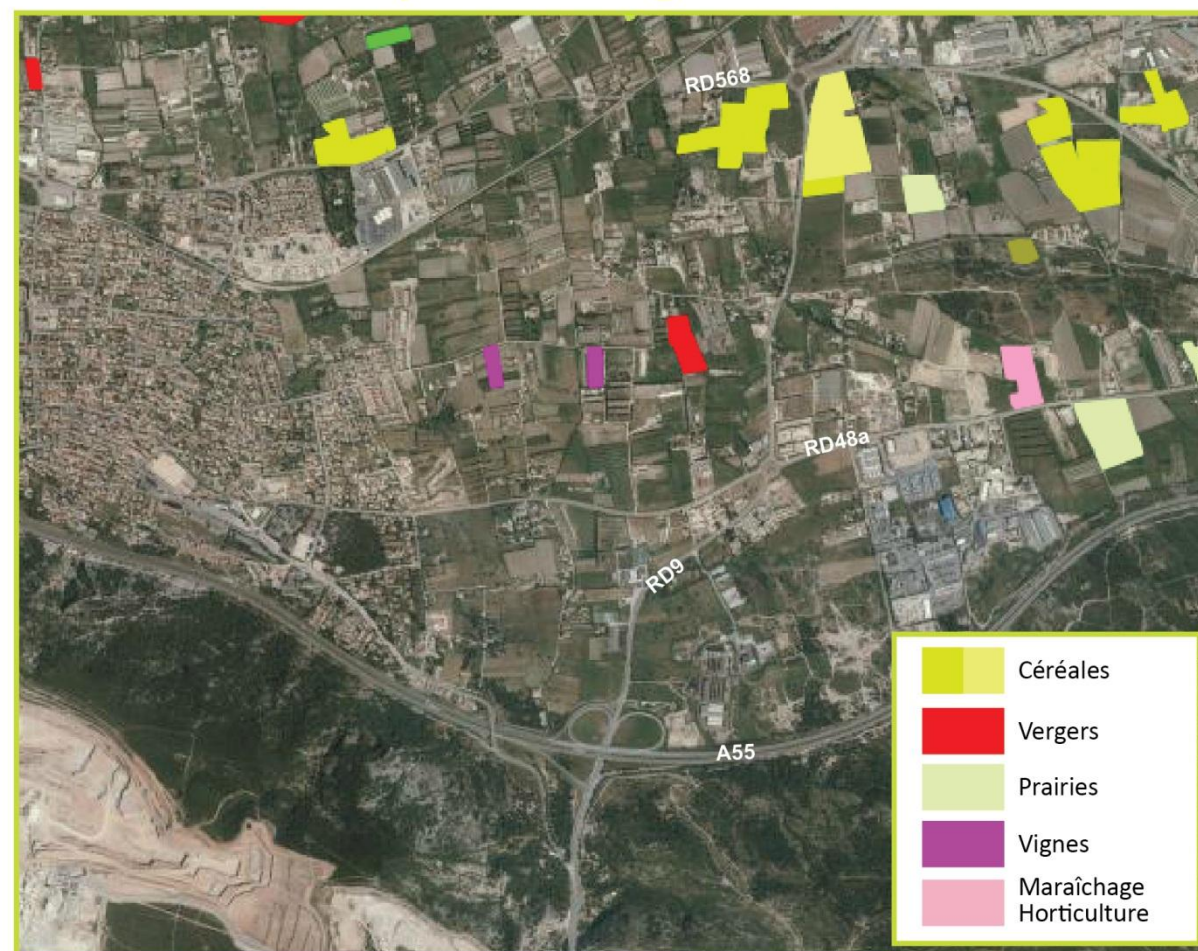 RD568
RD48a
RD9
A55
Céréales
Vergers
Prairies
Vignes
Maraîchage
Horticulture